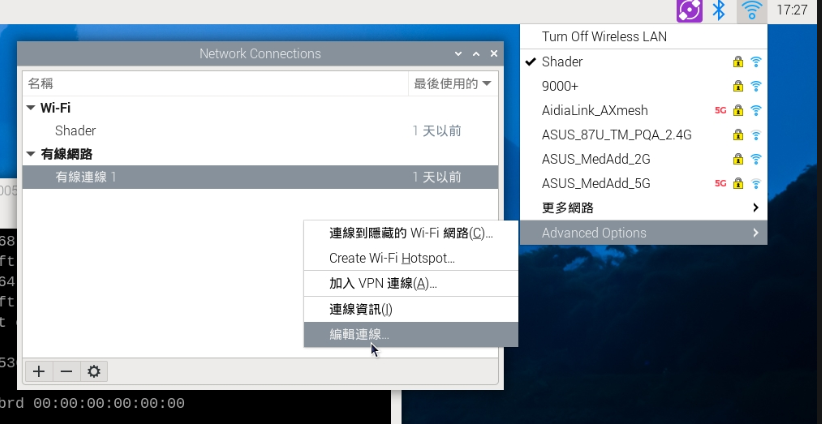 17:27
Network Connections
名稱 最後使用的
Wi-Fi
Shader 1 天以前
有線網路
有線連線 1 1 天以前
Turn Off Wireless LAN
Shader
9000+
AidiaLink_AXmesh 5G
ASUS_87U_TM_PQA_2.4G
ASUS_MedAdd_2G
ASUS_MedAdd_5G 5G
更多網路
Advanced Options
連線到隱藏的 Wi-Fi 網路(C)...
Create Wi-Fi Hotspot...
加入 VPN 連線(A)...
連線資訊(I)
編輯連線...
005
68
ft
64
ft
t
530
brd 00:00:00:00:00:00